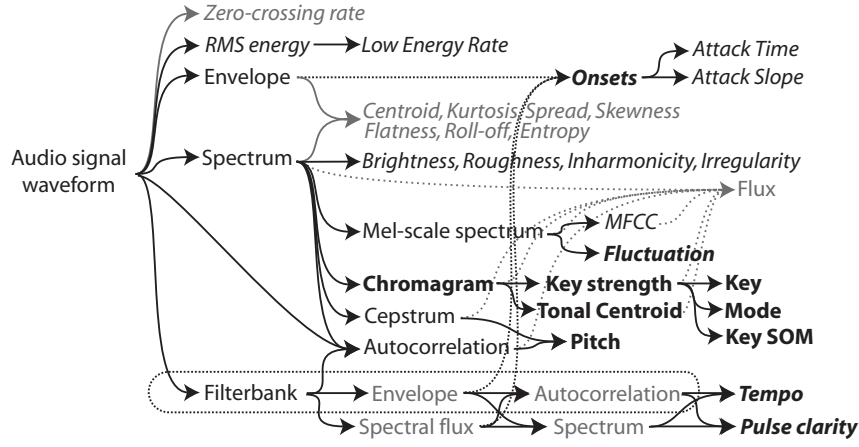 Zero-crossing rate
RMS energy
Low Energy Rate
Attack Time
Envelope
Onsets
Attack Slope
Centroid, Kurtosis, Spread, Skewness
Flatness, Roll-off, Entropy
Audio signal
waveform
Spectrum
Brightness, Roughness, Inharmonicity, Irregularity
Flux
Mel-scale spectrum
MFCC
Fluctuation
Chromagram
Key strength
Key
Tonal Centroid
Mode
Cepstrum
Key SOM
Autocorrelation
Pitch
Filterbank
Envelope
Autocorrelation
Tempo
Spectral flux
Spectrum
Pulse clarity